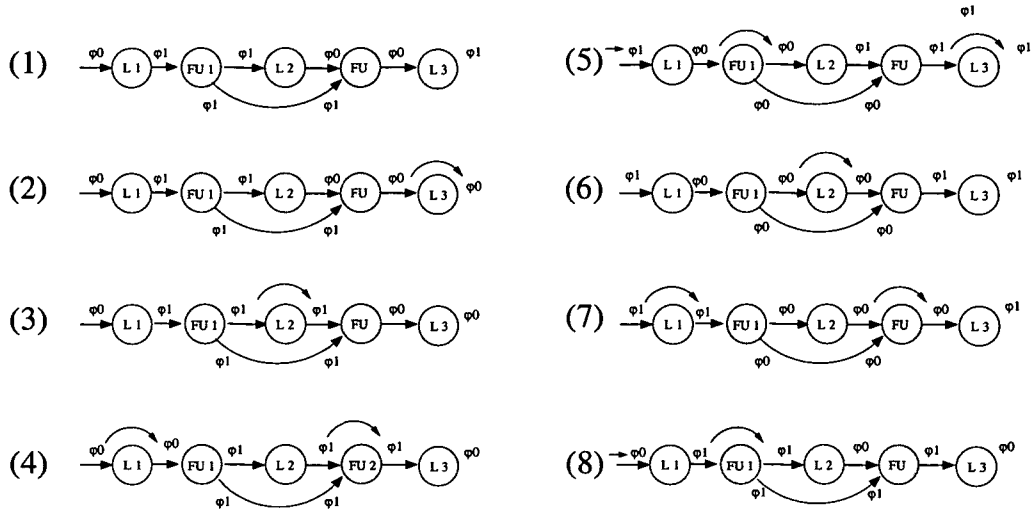 (1) φ0 L 1 φ1 FU 1 φ1 L 2 φ0 FU φ0 L 3 φ1
φ1 φ1
(2) φ0 L 1 φ1 FU 1 φ1 L 2 φ0 FU φ0 L 3 φ0
φ1 φ1
(3) φ0 L 1 φ1 FU 1 φ1 L 2 φ1 FU φ0 L 3 φ0
φ1 φ1
(4) φ0 L 1 φ0 FU 1 φ1 L 2 φ1 FU 2 φ1 L 3 φ0
φ1 φ1
φ1
(5) φ1 L 1 φ0 FU 1 φ0 L 2 φ1 FU φ1 L 3 φ1
φ0 φ0
(6) φ1 L 1 φ0 FU 1 φ0 L 2 φ0 FU φ1 L 3 φ1
φ0 φ0
(7) φ1 L 1 φ1 FU 1 φ0 L 2 φ0 FU φ0 L 3 φ1
φ0 φ0
(8) φ0 L 1 φ1 FU 1 φ1 L 2 φ0 FU φ1 L 3 φ0
φ1 φ1